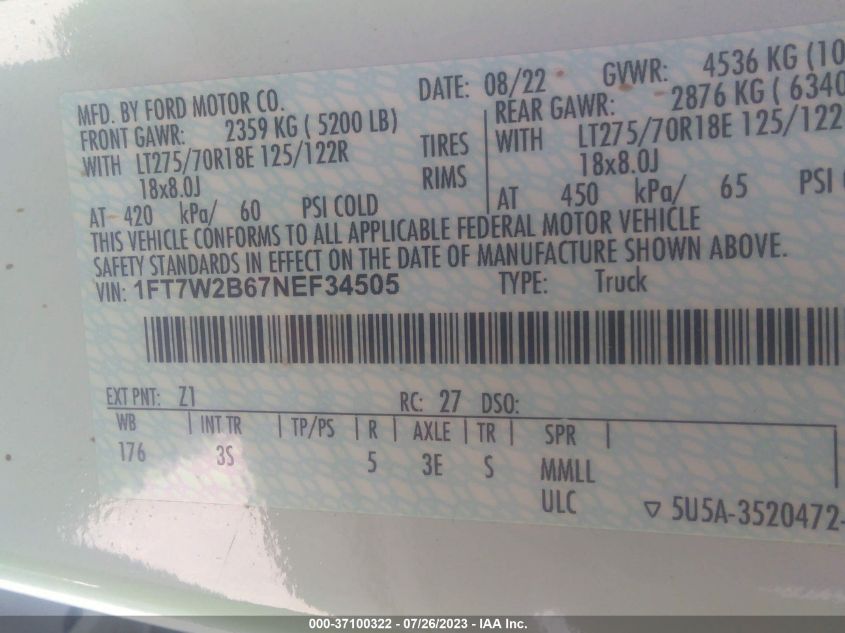 MFD. BY FORD MOTOR CO. DATE: 08/22 GVWR: 4536 KG (10
FRONT GAWR: 2359 KG ( 5200 LB) REAR GAWR: 2876 KG ( 6340
WITH LT275/70R18E 125/122R TIRES WITH LT275/70R18E 125/122
18x8.0J RIMS 18x8.0J
AT 420 kPa/ 60 PSI COLD AT 450 kPa/ 65 PSI
THIS VEHICLE CONFORMS TO ALL APPLICABLE FEDERAL MOTOR VEHICLE
SAFETY STANDARDS IN EFFECT ON THE DATE OF MANUFACTURE SHOWN ABOVE.
VIN: 1FT7W2B67NEF34505 TYPE: Truck
EXT PNT: Z1 RC: 27 DSO:
WB INT TR TP/PS R AXLE TR SPR
176 3S 5 3E S MMLL
ULC ▽ 5U5A-3520472-
000-37100322 - 07/26/2023 - IAA Inc.